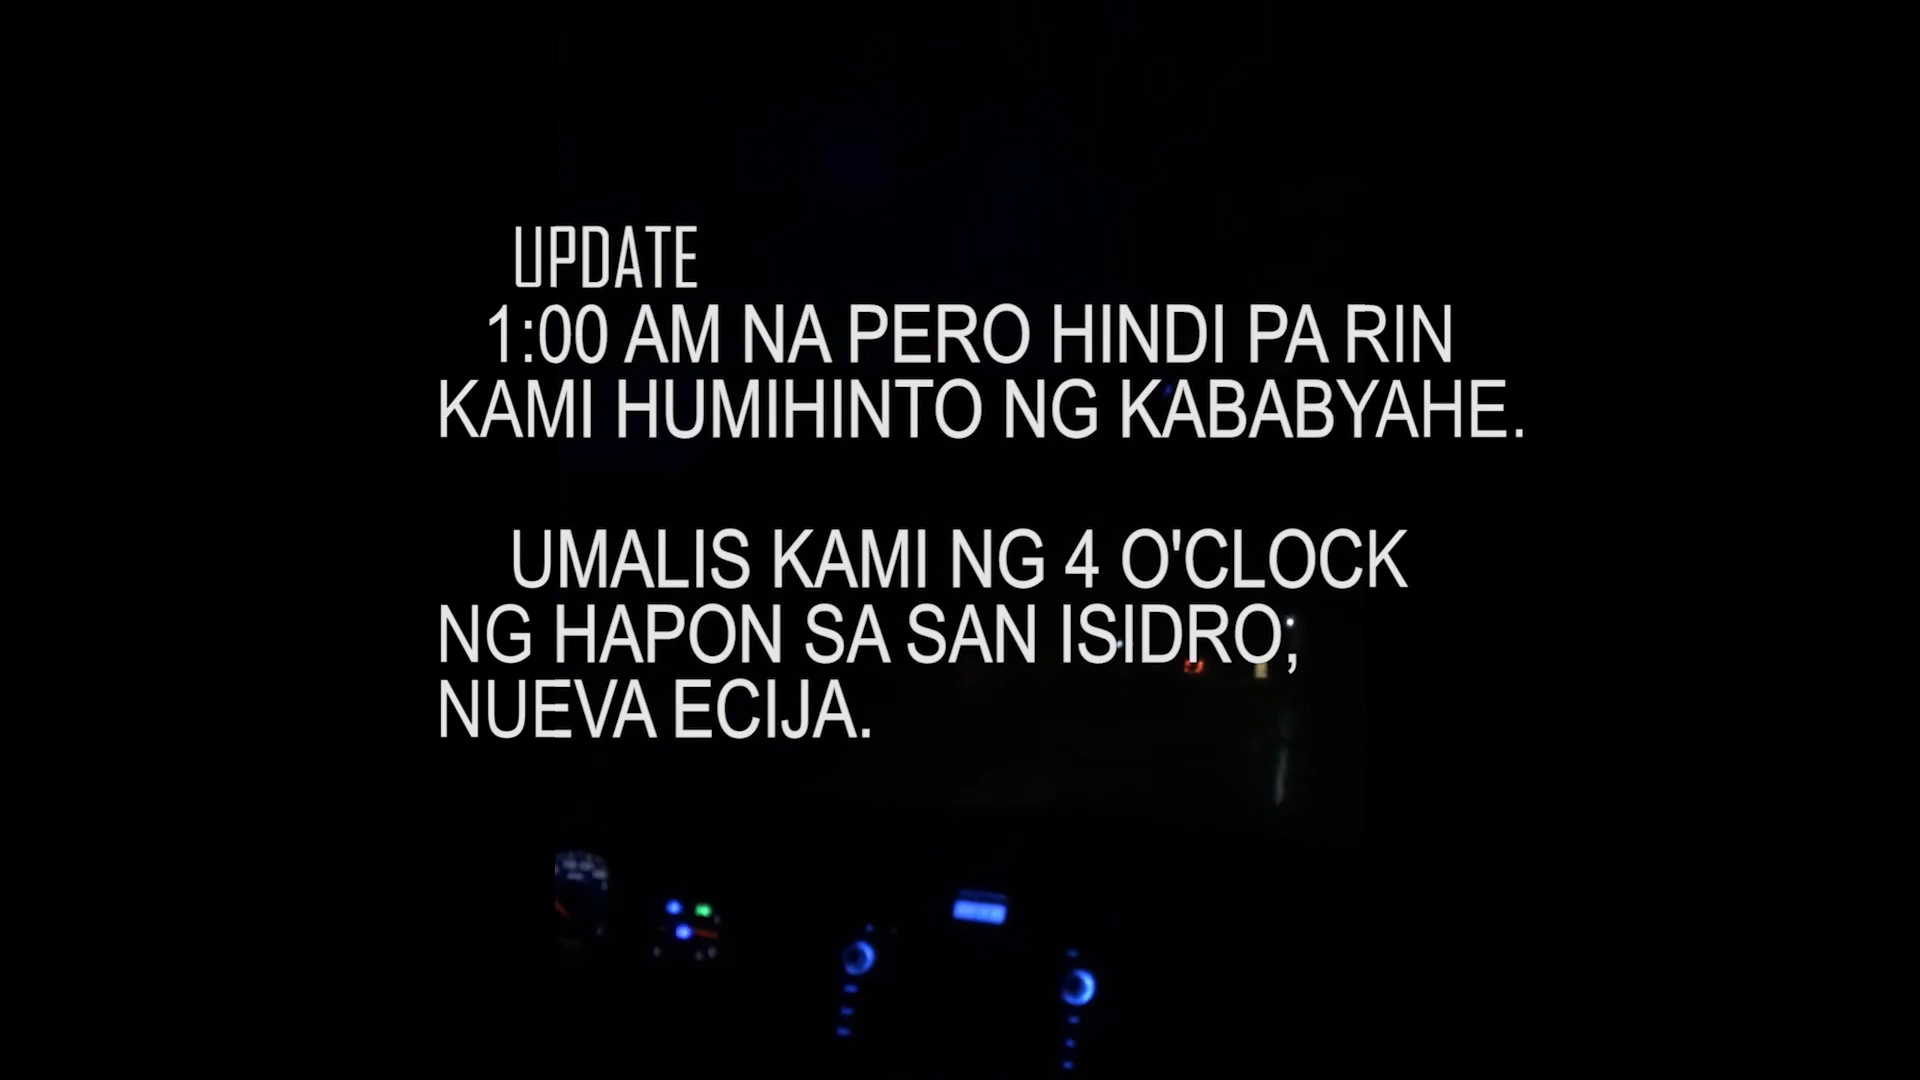 UPDATE
1:00 AM NA PERO HINDI PA RIN
KAMI HUMIHINTO NG KABABYAHE.
UMALIS KAMI NG 4 O'CLOCK
NG HAPON SA SAN ISIDRO,
NUEVA ECIJA.